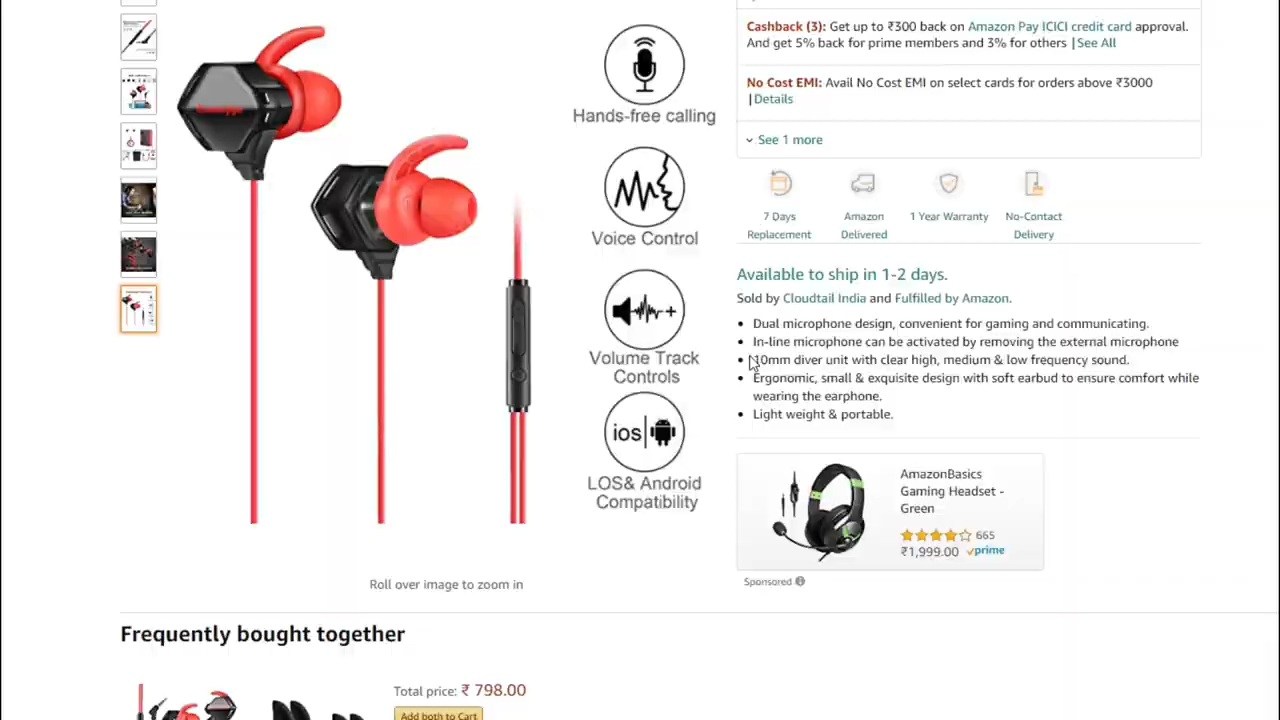 Hands-free calling
Voice Control
Volume Track
Controls
ios
LOS& Android
Compatibility
Roll over image to zoom in
Cashback (3): Get up to ₹300 back on Amazon Pay ICICI credit card approval.
And get 5% back for prime members and 3% for others | See All
No Cost EMI: Avail No Cost EMI on select cards for orders above ₹3000
| Details
See 1 more
7 Days
Replacement
Amazon
Delivered
1 Year Warranty
No-Contact
Delivery
Available to ship in 1-2 days.
Sold by Cloudtail India and Fulfilled by Amazon.
Dual microphone design, convenient for gaming and communicating.
In-line microphone can be activated by removing the external microphone
10mm diver unit with clear high, medium & low frequency sound.
Ergonomic, small & exquisite design with soft earbud to ensure comfort while
wearing the earphone.
Light weight & portable.
AmazonBasics
Gaming Headset -
Green
665
₹1,999.00 prime
Sponsored
Frequently bought together
Total price: ₹ 798.00
Add both to Cart